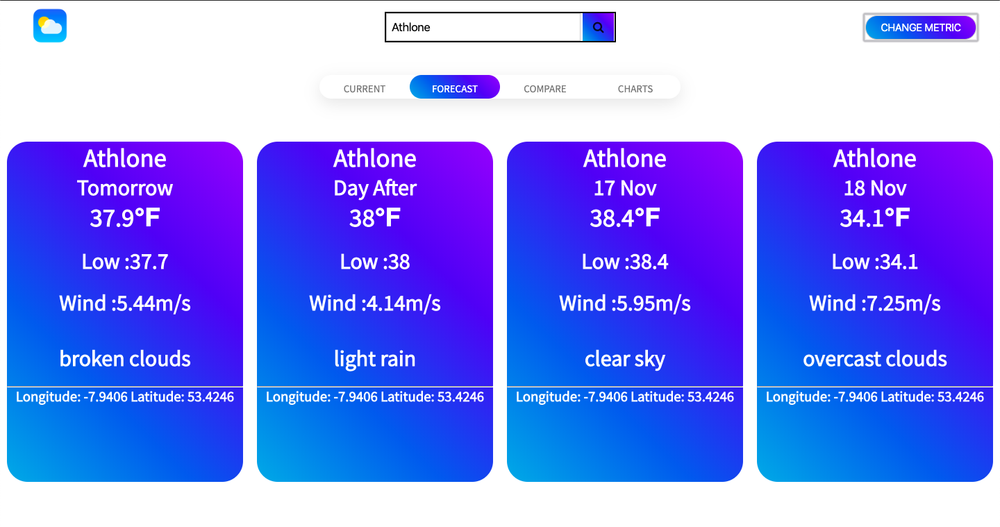 Athlone
CHANGE METRIC
CURRENT
FORECAST
COMPARE
CHARTS
Athlone
Tomorrow
37.9°F
Low :37.7
Wind :5.44m/s
broken clouds
Longitude: -7.9406 Latitude: 53.4246
Athlone
Day After
38°F
Low :38
Wind :4.14m/s
light rain
Longitude: -7.9406 Latitude: 53.4246
Athlone
17 Nov
38.4°F
Low :38.4
Wind :5.95m/s
clear sky
Longitude: -7.9406 Latitude: 53.4246
Athlone
18 Nov
34.1°F
Low :34.1
Wind :7.25m/s
overcast clouds
Longitude: -7.9406 Latitude: 53.4246